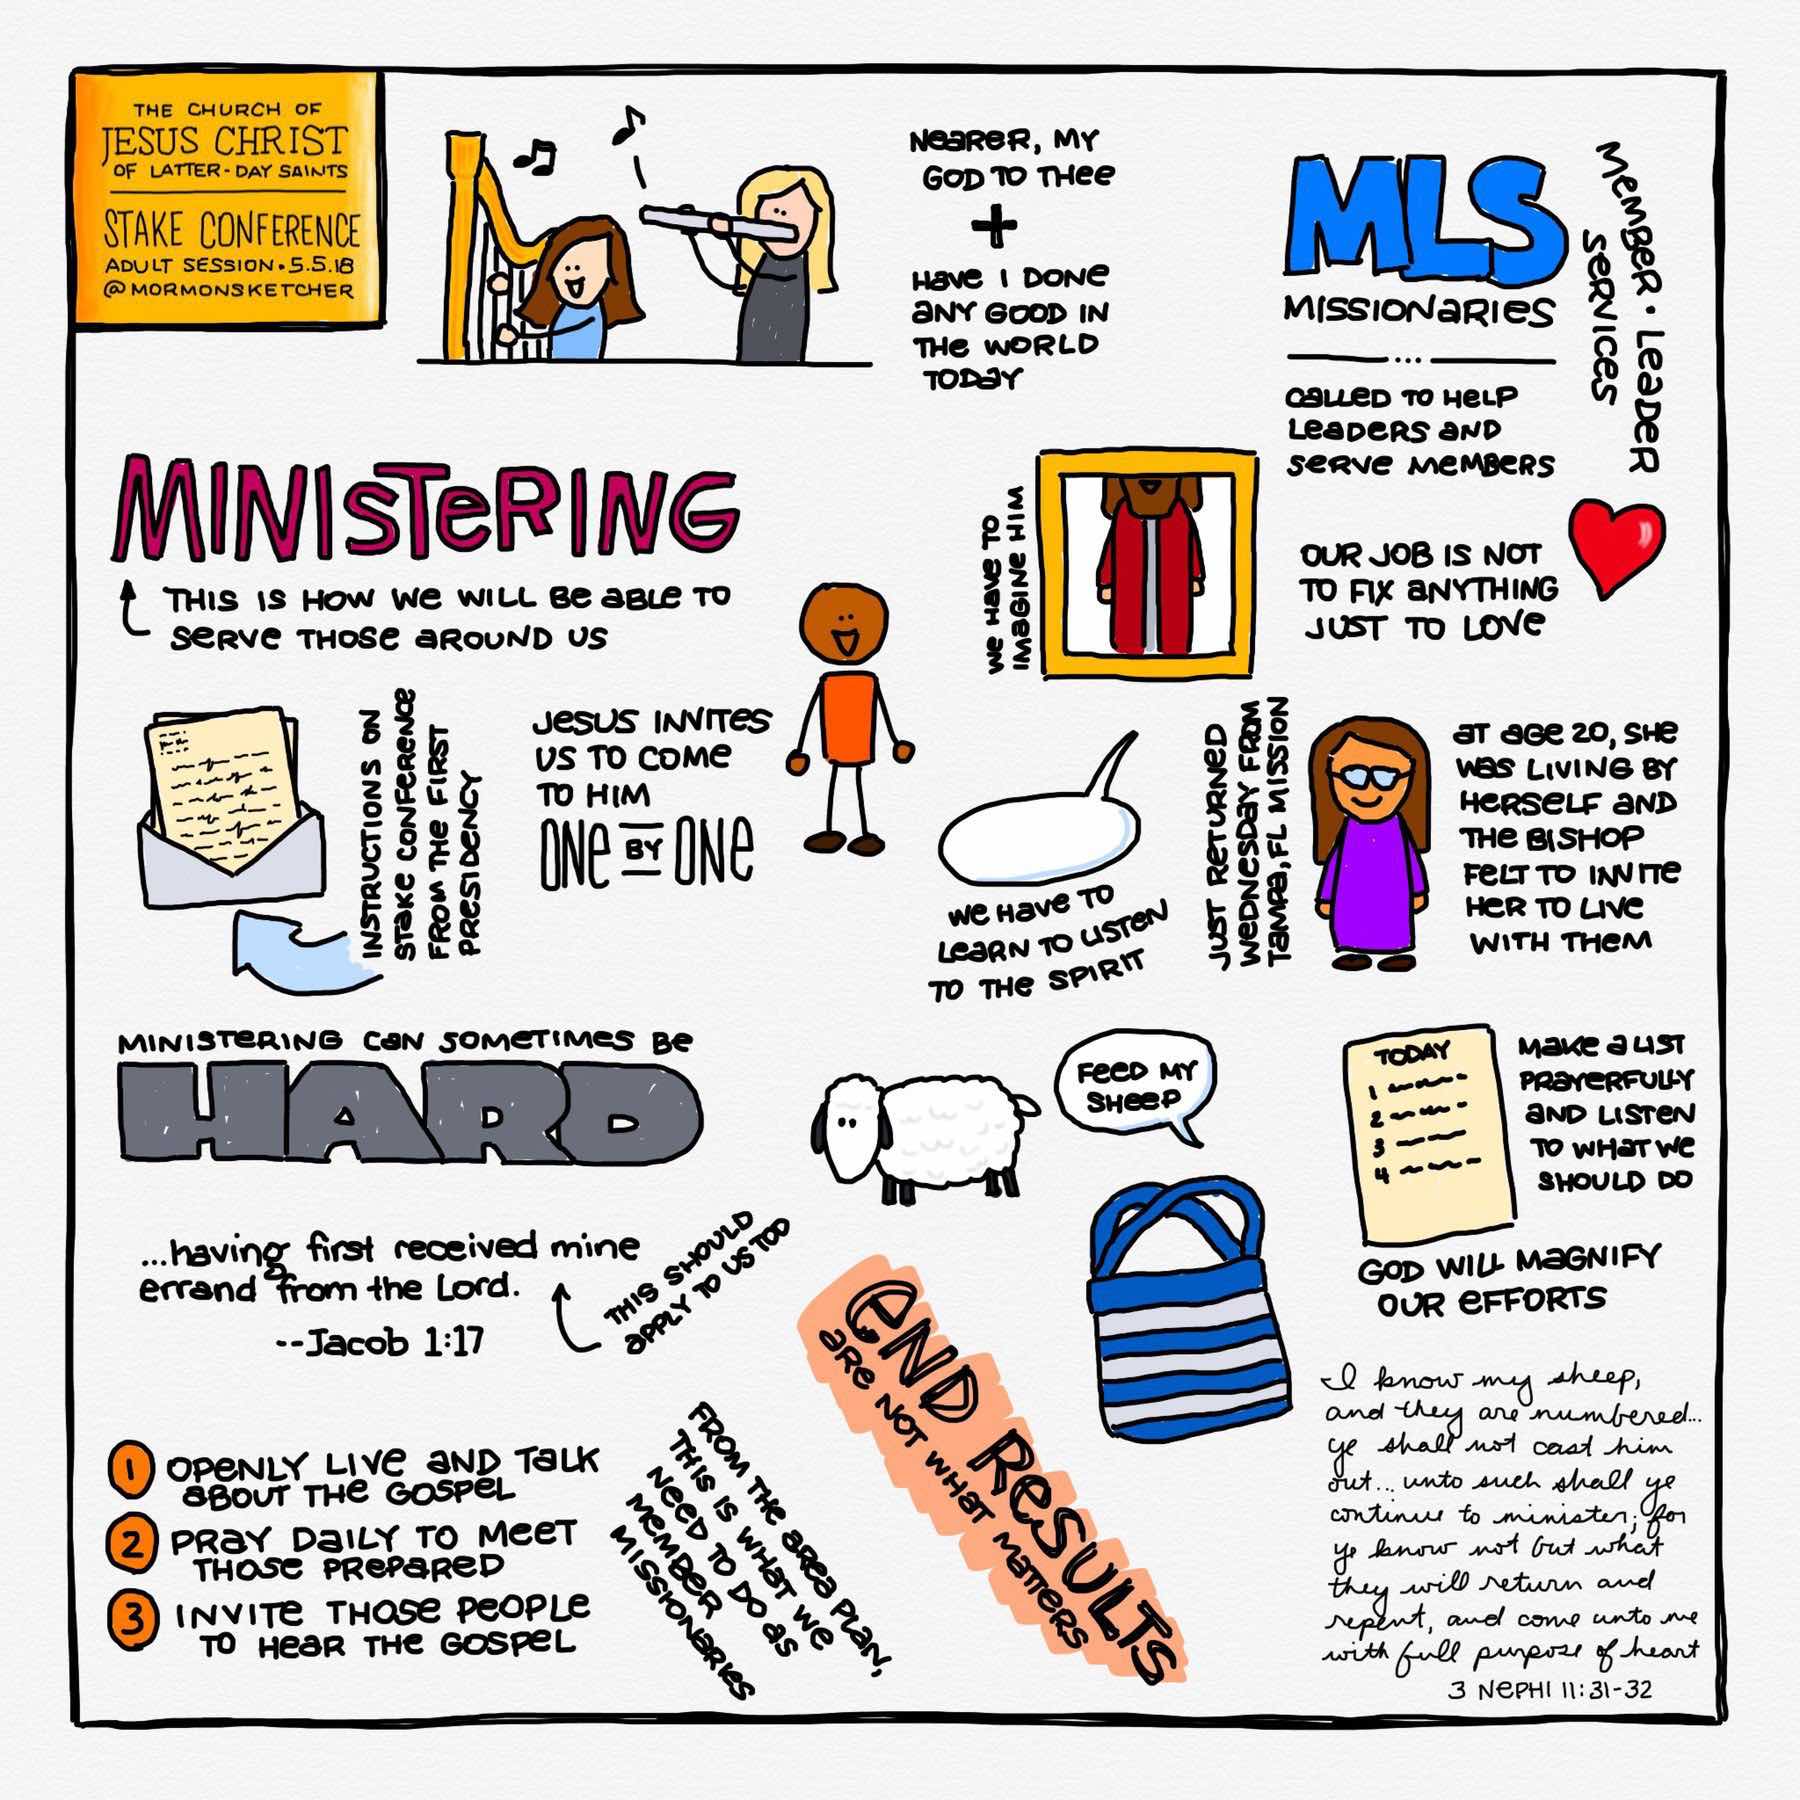 THE CHURCH OF
JESUS CHRIST
OF LATTER-DAY SAINTS
STAKE CONFERENCE
ADULT SESSION • 5.5.18
@MORMONSKETCHER
NEARER, MY
GOD TO THEE
+
HAVE I DONE
ANY GOOD IN
THE WORLD
TODAY
MLS
MISSIONARIES
MEMBER • LEADER
SERVICES
...
CALLED TO HELP
LEADERS AND
SERVE MEMBERS
OUR JOB IS NOT
TO FIX ANYTHING
JUST TO LOVE
MINISTERING
THIS IS HOW WE WILL BE ABLE TO
SERVE THOSE AROUND US
WE HAVE TO
IMAGINE HIM
INSTRUCTIONS ON
STAKE CONFERENCE
FROM THE FIRST
PRESIDENCY
JESUS INVITES
US TO COME
TO HIM
ONE BY ONE
WE HAVE TO
LEARN TO LISTEN
TO THE SPIRIT
JUST RETURNED
WEDNESDAY FROM
TAMPA, FL MISSION
AT AGE 20, SHE
WAS LIVING BY
HERSELF AND
THE BISHOP
FELT TO INVITE
HER TO LIVE
WITH THEM
MINISTERING CAN SOMETIMES BE
HARD
FEED MY
SHEEP
TODAY
1
2
3
4
MAKE A LIST
PRAYERFULLY
AND LISTEN
TO WHAT WE
SHOULD DO
GOD WILL MAGNIFY
OUR EFFORTS
...having first received mine
errand from the Lord.
--Jacob 1:17
THIS SHOULD
APPLY TO US TOO
1 OPENLY LIVE AND TALK
ABOUT THE GOSPEL
2 PRAY DAILY TO MEET
THOSE PREPARED
3 INVITE THOSE PEOPLE
TO HEAR THE GOSPEL
FROM THE AREA PLAN,
THIS IS WHAT WE
NEED TO DO AS
MEMBER
MISSIONARIES
END RESULTS
ARE NOT WHAT MATTERS
I know my sheep,
and they are numbered...
ye shall not cast him
out... unto such shall ye
continue to minister; for
ye know not but what
they will return and
repent, and come unto me
with full purpose of heart
3 NEPHI 11:31-32